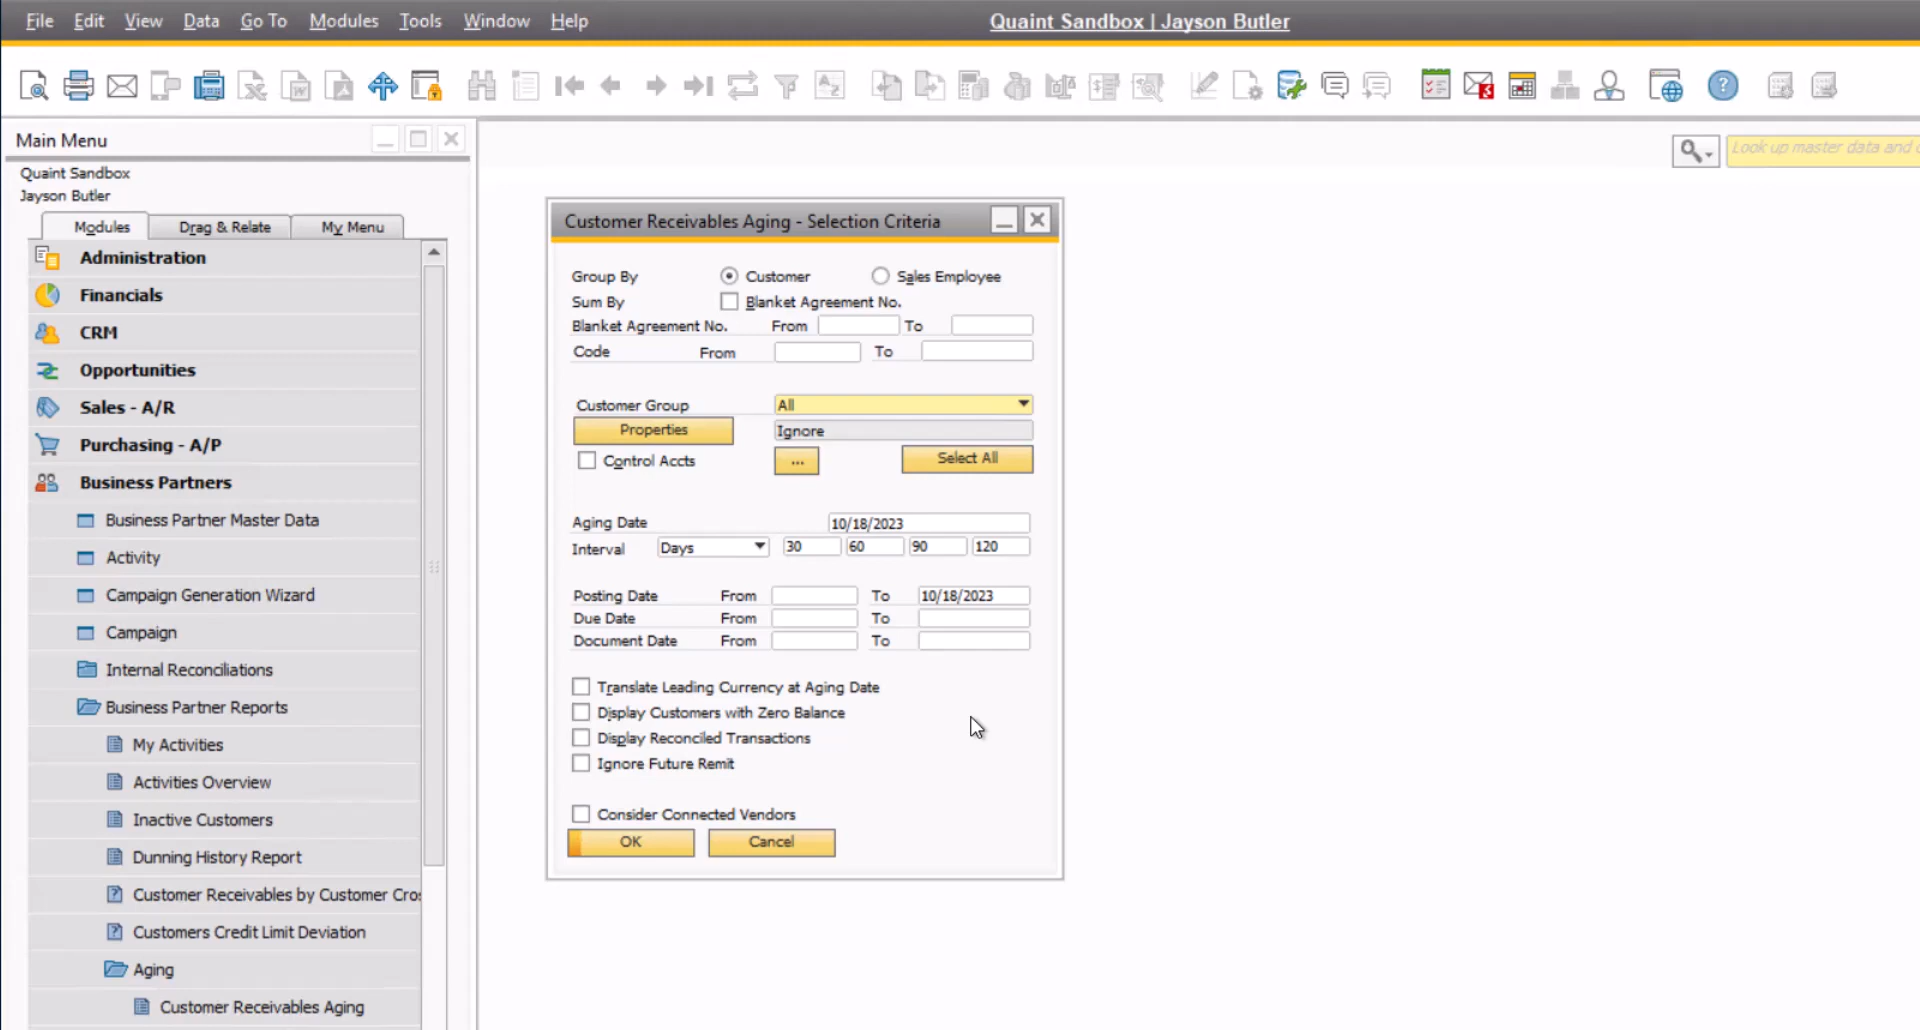 File Edit View Data Go To Modules Tools Window Help
Quaint Sandbox | Jayson Butler
Main Menu
Quaint Sandbox
Jayson Butler
Modules Drag & Relate My Menu
Administration
Financials
CRM
Opportunities
Sales - A/R
Purchasing - A/P
Business Partners
Business Partner Master Data
Activity
Campaign Generation Wizard
Campaign
Internal Reconciliations
Business Partner Reports
My Activities
Activities Overview
Inactive Customers
Dunning History Report
Customer Receivables by Customer Cro
Customers Credit Limit Deviation
Aging
Customer Receivables Aging
Look up master data and
Customer Receivables Aging - Selection Criteria
Group By Customer Sales Employee
Sum By Blanket Agreement No.
Blanket Agreement No. From To
Code From To
Customer Group All
Properties Ignore
Control Accts ... Select All
Aging Date 10/18/2023
Interval Days 30 60 90 120
Posting Date From To 10/18/2023
Due Date From To
Document Date From To
Translate Leading Currency at Aging Date
Display Customers with Zero Balance
Display Reconciled Transactions
Ignore Future Remit
Consider Connected Vendors
OK Cancel